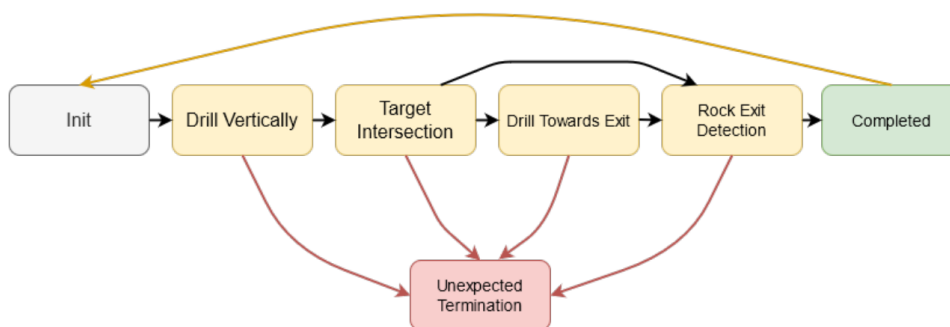 Init
Drill Vertically
Target
Intersection
Drill Towards Exit
Rock Exit
Detection
Completed
Unexpected
Termination